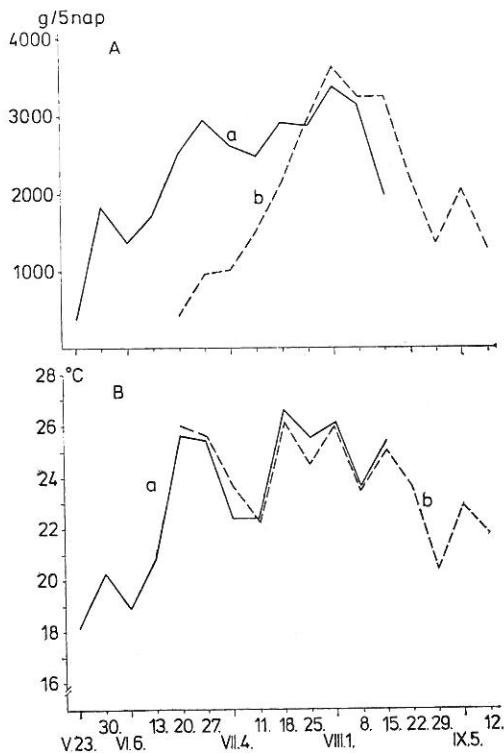 g/5nap
4000
A
3000
a
2000
b
1000
28
°C
B
26
24
a
b
22
20
18
16
30. 13. 20. 27. 11. 18. 25. 8. 15. 22. 29. 12.
V.23. VI.6. VII.4. VIII.1. IX.5.